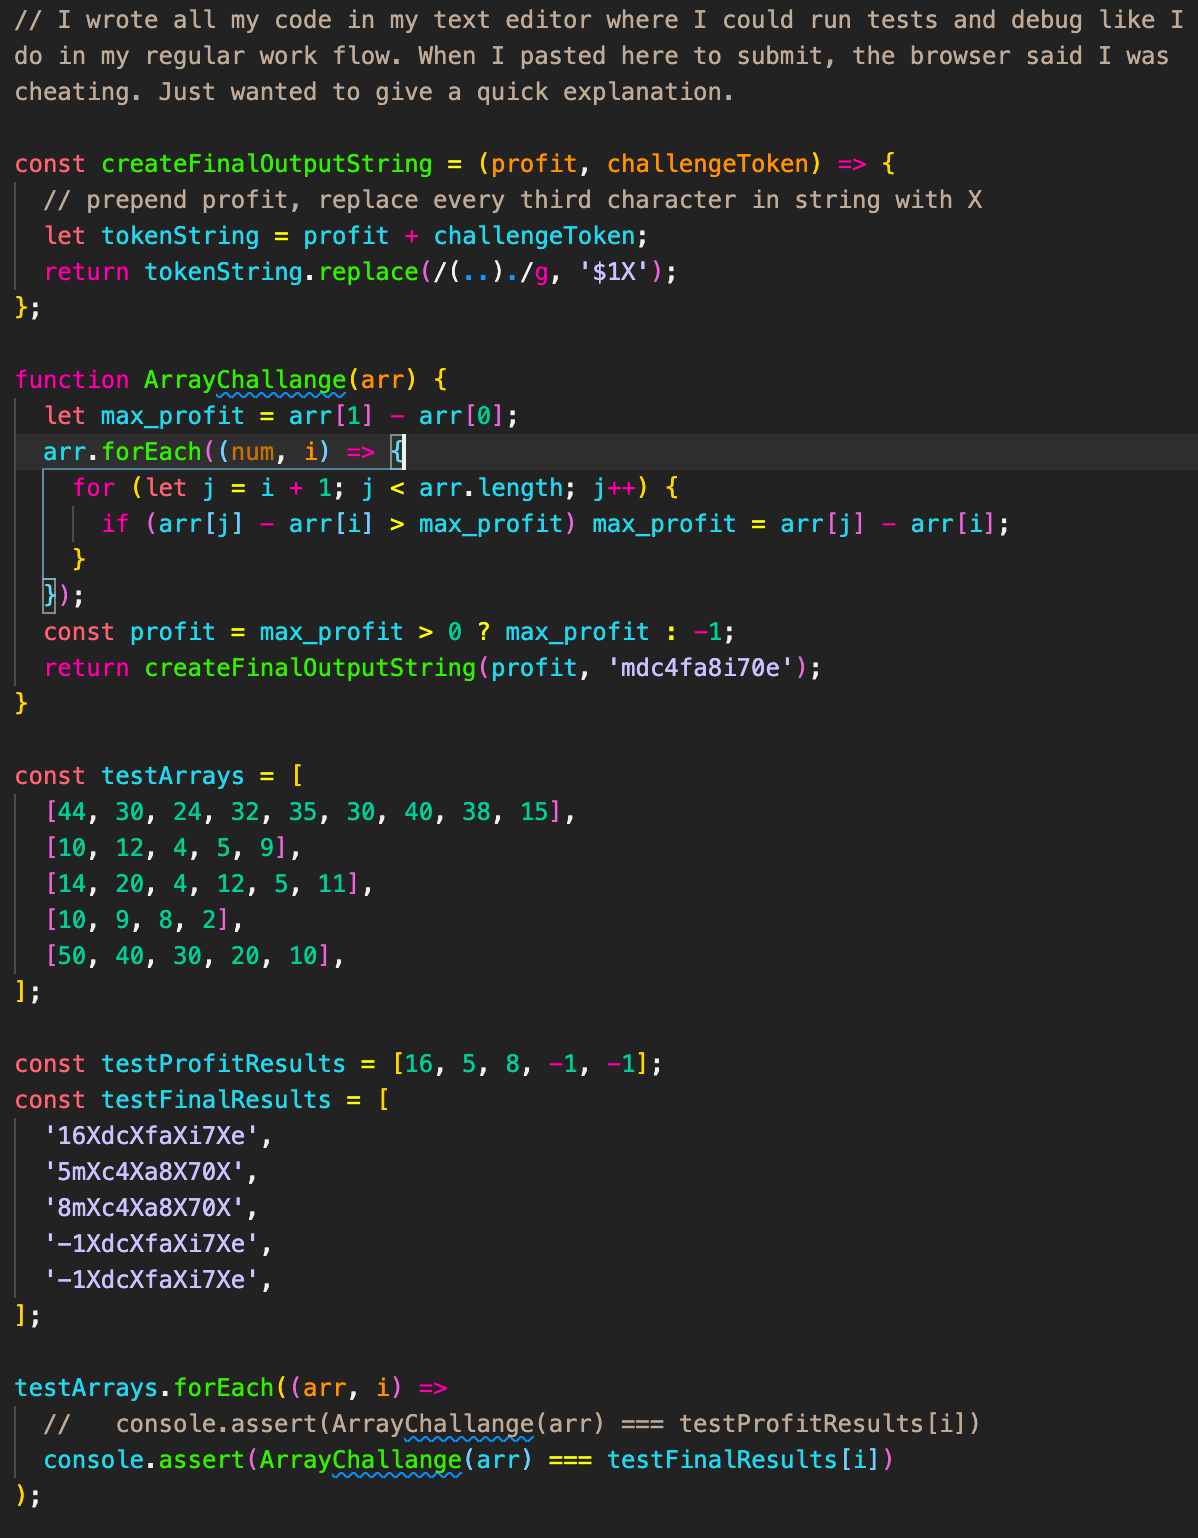 // I wrote all my code in my text editor where I could run tests and debug like I
do in my regular work flow. When I pasted here to submit, the browser said I was
cheating. Just wanted to give a quick explanation.
const createFinalOutputString = (profit, challengeToken) => {
// prepend profit, replace every third character in string with X
let tokenString = profit + challengeToken;
return tokenString.replace(/(..)./g, '$1X');
};
function ArrayChallange(arr) {
let max_profit = arr[1] - arr[0];
arr.forEach((num, i) => {
for (let j = i + 1; j < arr.length; j++) {
if (arr[j] - arr[i] > max_profit) max_profit = arr[j] - arr[i];
}
});
const profit = max_profit > 0 ? max_profit : -1;
return createFinalOutputString(profit, 'mdc4fa8i70e');
}
const testArrays = [
[44, 30, 24, 32, 35, 30, 40, 38, 15],
[10, 12, 4, 5, 9],
[14, 20, 4, 12, 5, 11],
[10, 9, 8, 2],
[50, 40, 30, 20, 10],
];
const testProfitResults = [16, 5, 8, -1, -1];
const testFinalResults = [
'16XdcXfaXi7Xe',
'5mXc4Xa8X70X',
'8mXc4Xa8X70X',
'-1XdcXfaXi7Xe',
'-1XdcXfaXi7Xe',
];
testArrays.forEach((arr, i) =>
//   console.assert(ArrayChallange(arr) === testProfitResults[i])
console.assert(ArrayChallange(arr) === testFinalResults[i])
);